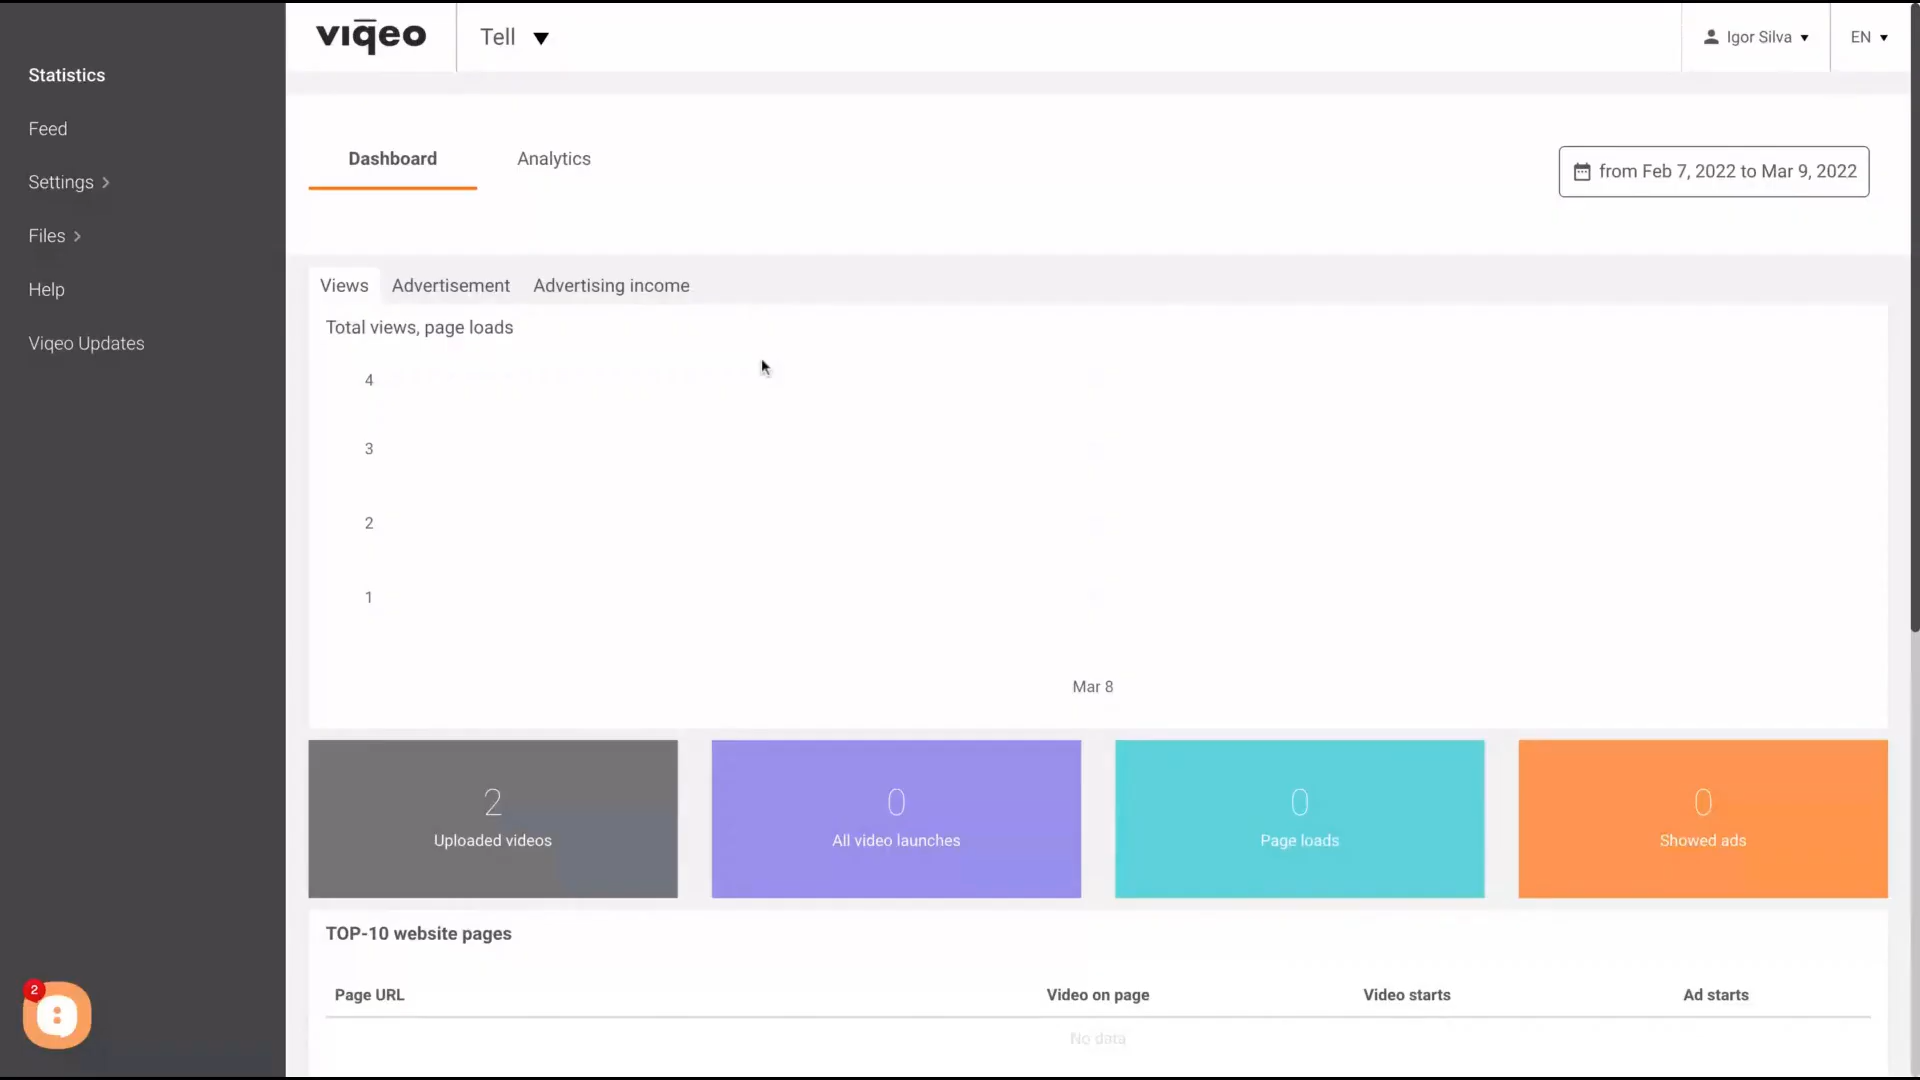 viqeo
Tell
Igor Silva
EN
Statistics
Feed
Settings
Files
Help
Viqeo Updates
Dashboard
Analytics
from Feb 7, 2022 to Mar 9, 2022
Views
Advertisement
Advertising income
Total views, page loads
4
3
2
1
Mar 8
2
Uploaded videos
0
All video launches
0
Page loads
0
Showed ads
TOP-10 website pages
Page URL
Video on page
Video starts
Ad starts
No data
2